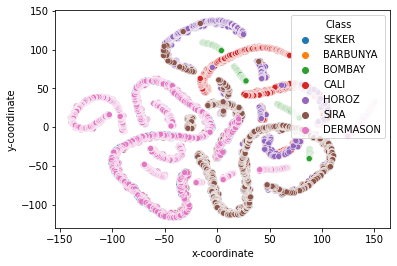 150
100
50
0
−50
−100
−150
−100
−50
0
50
100
150
y-coordinate
x-coordinate
Class
SEKER
BARBUNYA
BOMBAY
CALI
HOROZ
SIRA
DERMASON